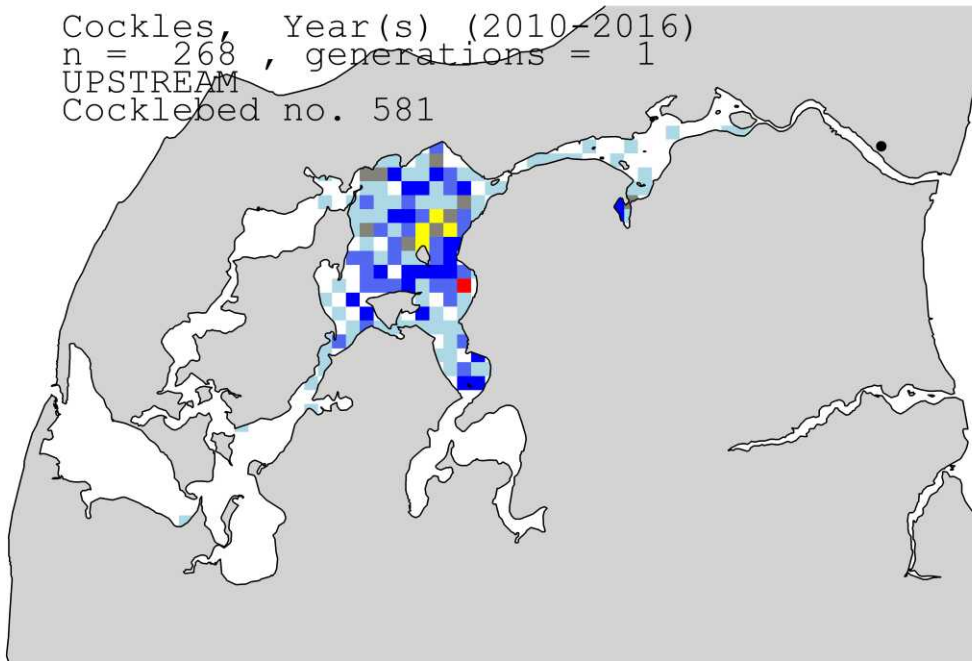 Cockles,  Year(s) (2010-2016)
n =  268 , generations =  1
UPSTREAM
Cocklebed no. 581